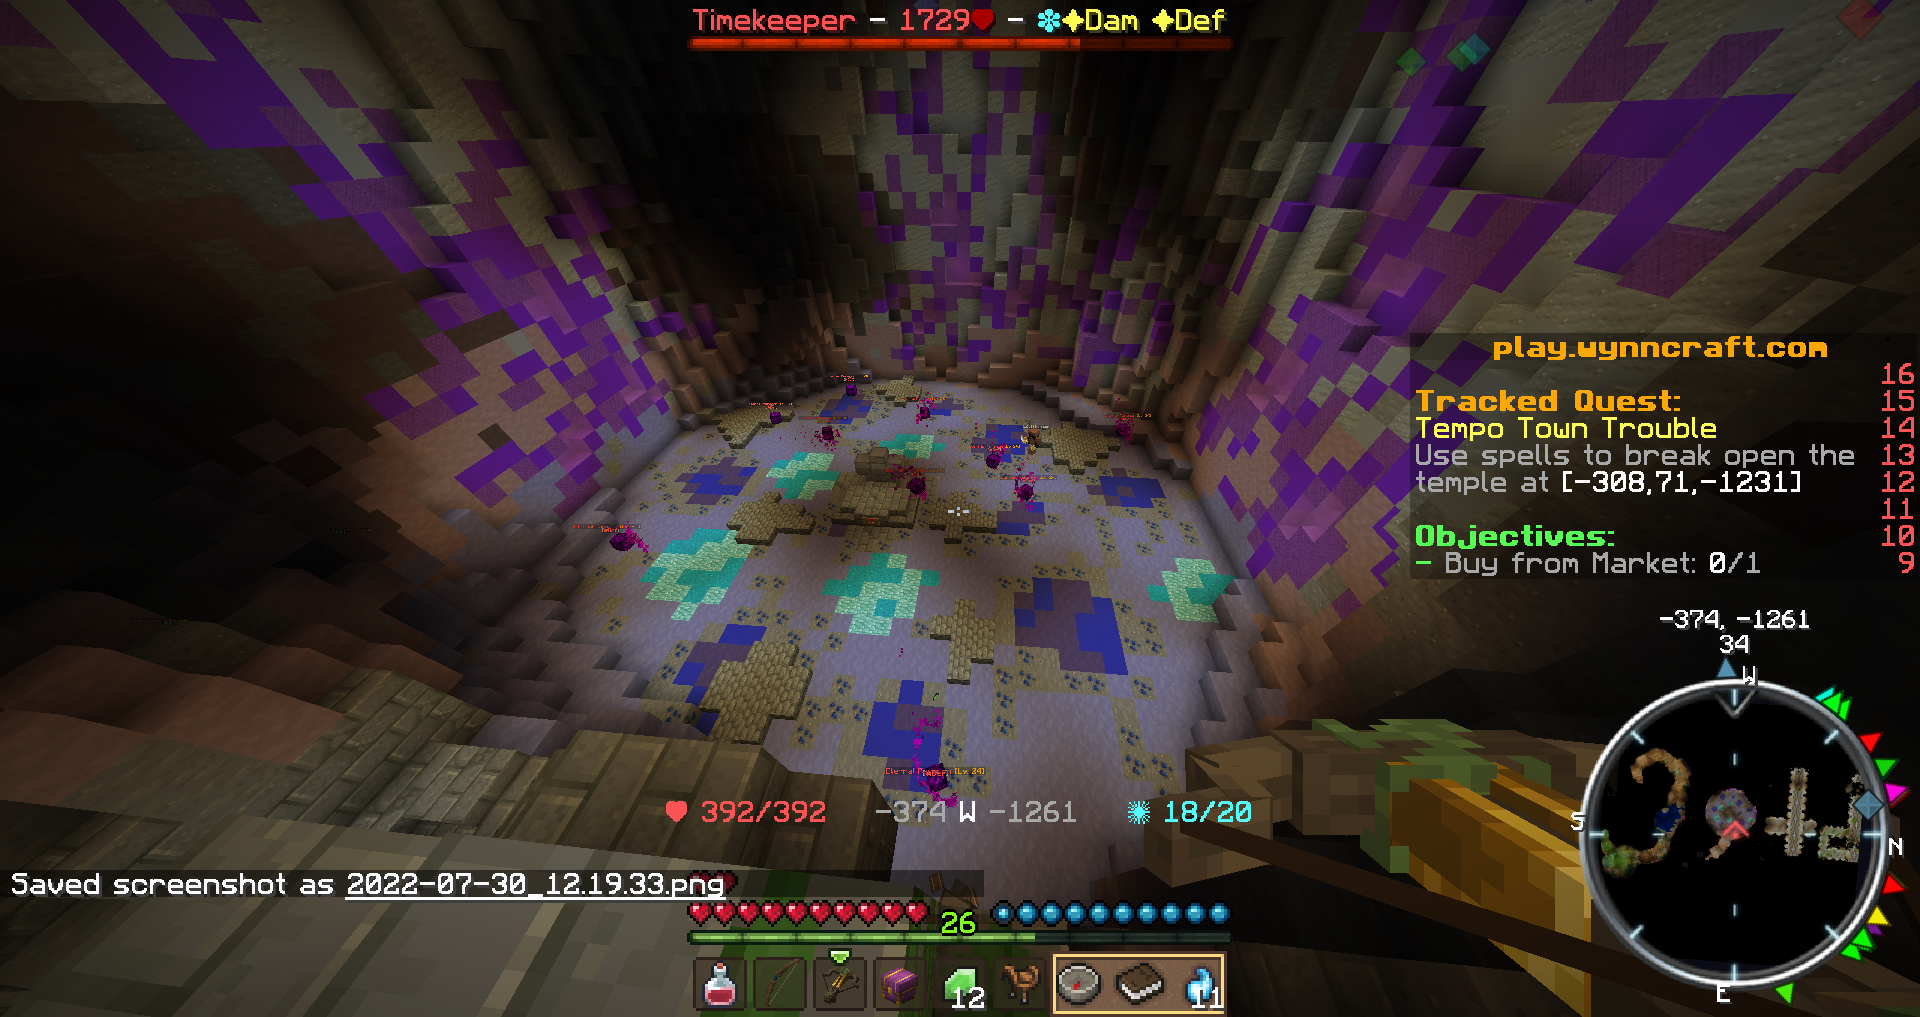 Timekeeper - 1729❤ - ❄✦Dam ✦Def
play.wynncraft.com
16
Tracked Quest: 15
Tempo Town Trouble 14
Use spells to break open the 13
temple at [-308,71,-1231] 12
11
Objectives: 10
- Buy from Market: 0/1 9
-374, -1261
34
W
S
N
E
[Lv. 24]
❤ 392/392 -374 W -1261 18/20
Saved screenshot as 2022-07-30_12.19.33.png
26
12
11